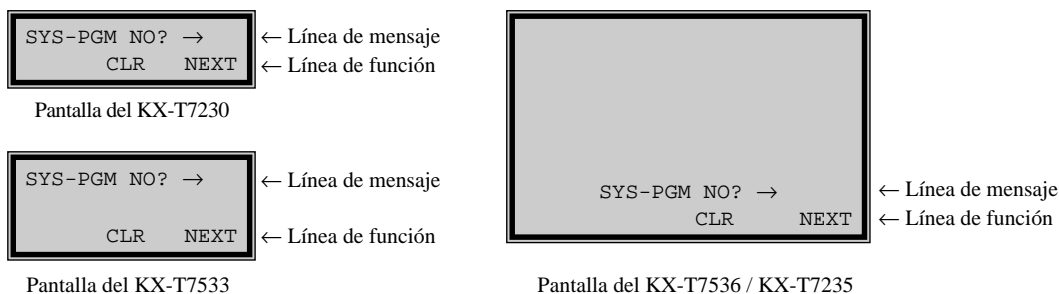 SYS-PGM NO? →
CLR NEXT
← Línea de mensaje
← Línea de función
Pantalla del KX-T7230
SYS-PGM NO? →
CLR NEXT
← Línea de mensaje
← Línea de función
Pantalla del KX-T7533
SYS-PGM NO? →
CLR NEXT
← Línea de mensaje
← Línea de función
Pantalla del KX-T7536 / KX-T7235